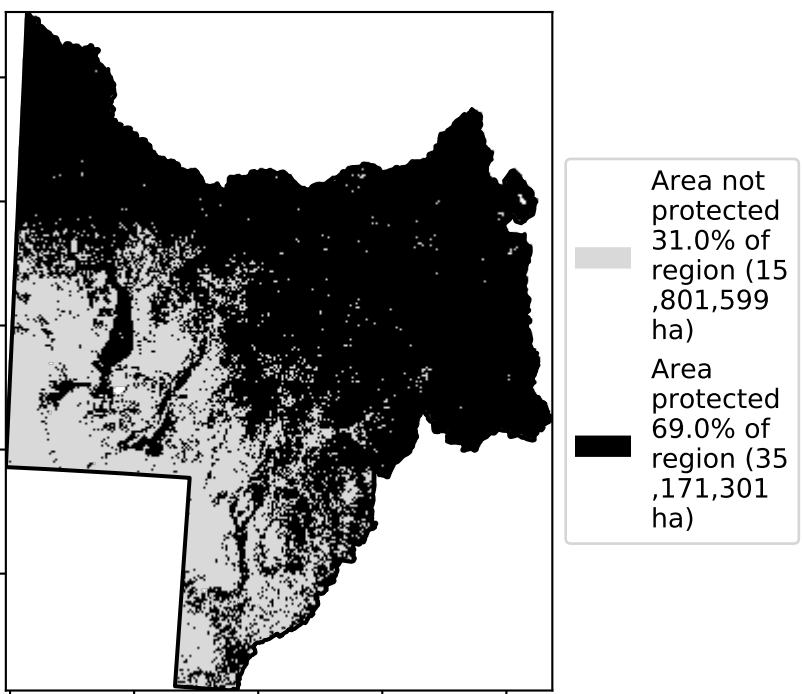 Area not
protected
31.0% of
region (15
,801,599
ha)
Area
protected
69.0% of
region (35
,171,301
ha)